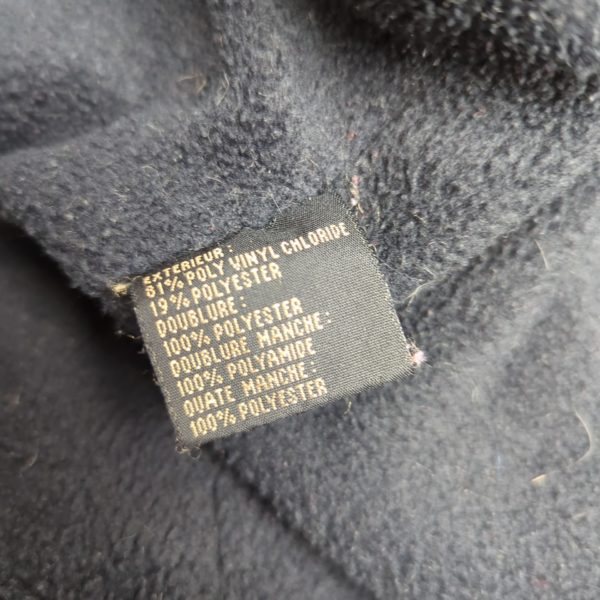 EXTERIEUR:
81% POLY VINYL CHLORIDE
19% POLYESTER
DOUBLURE:
100% POLYESTER
DOUBLURE MANCHE:
100% POLYAMIDE
OUATE MANCHE:
100% POLYESTER